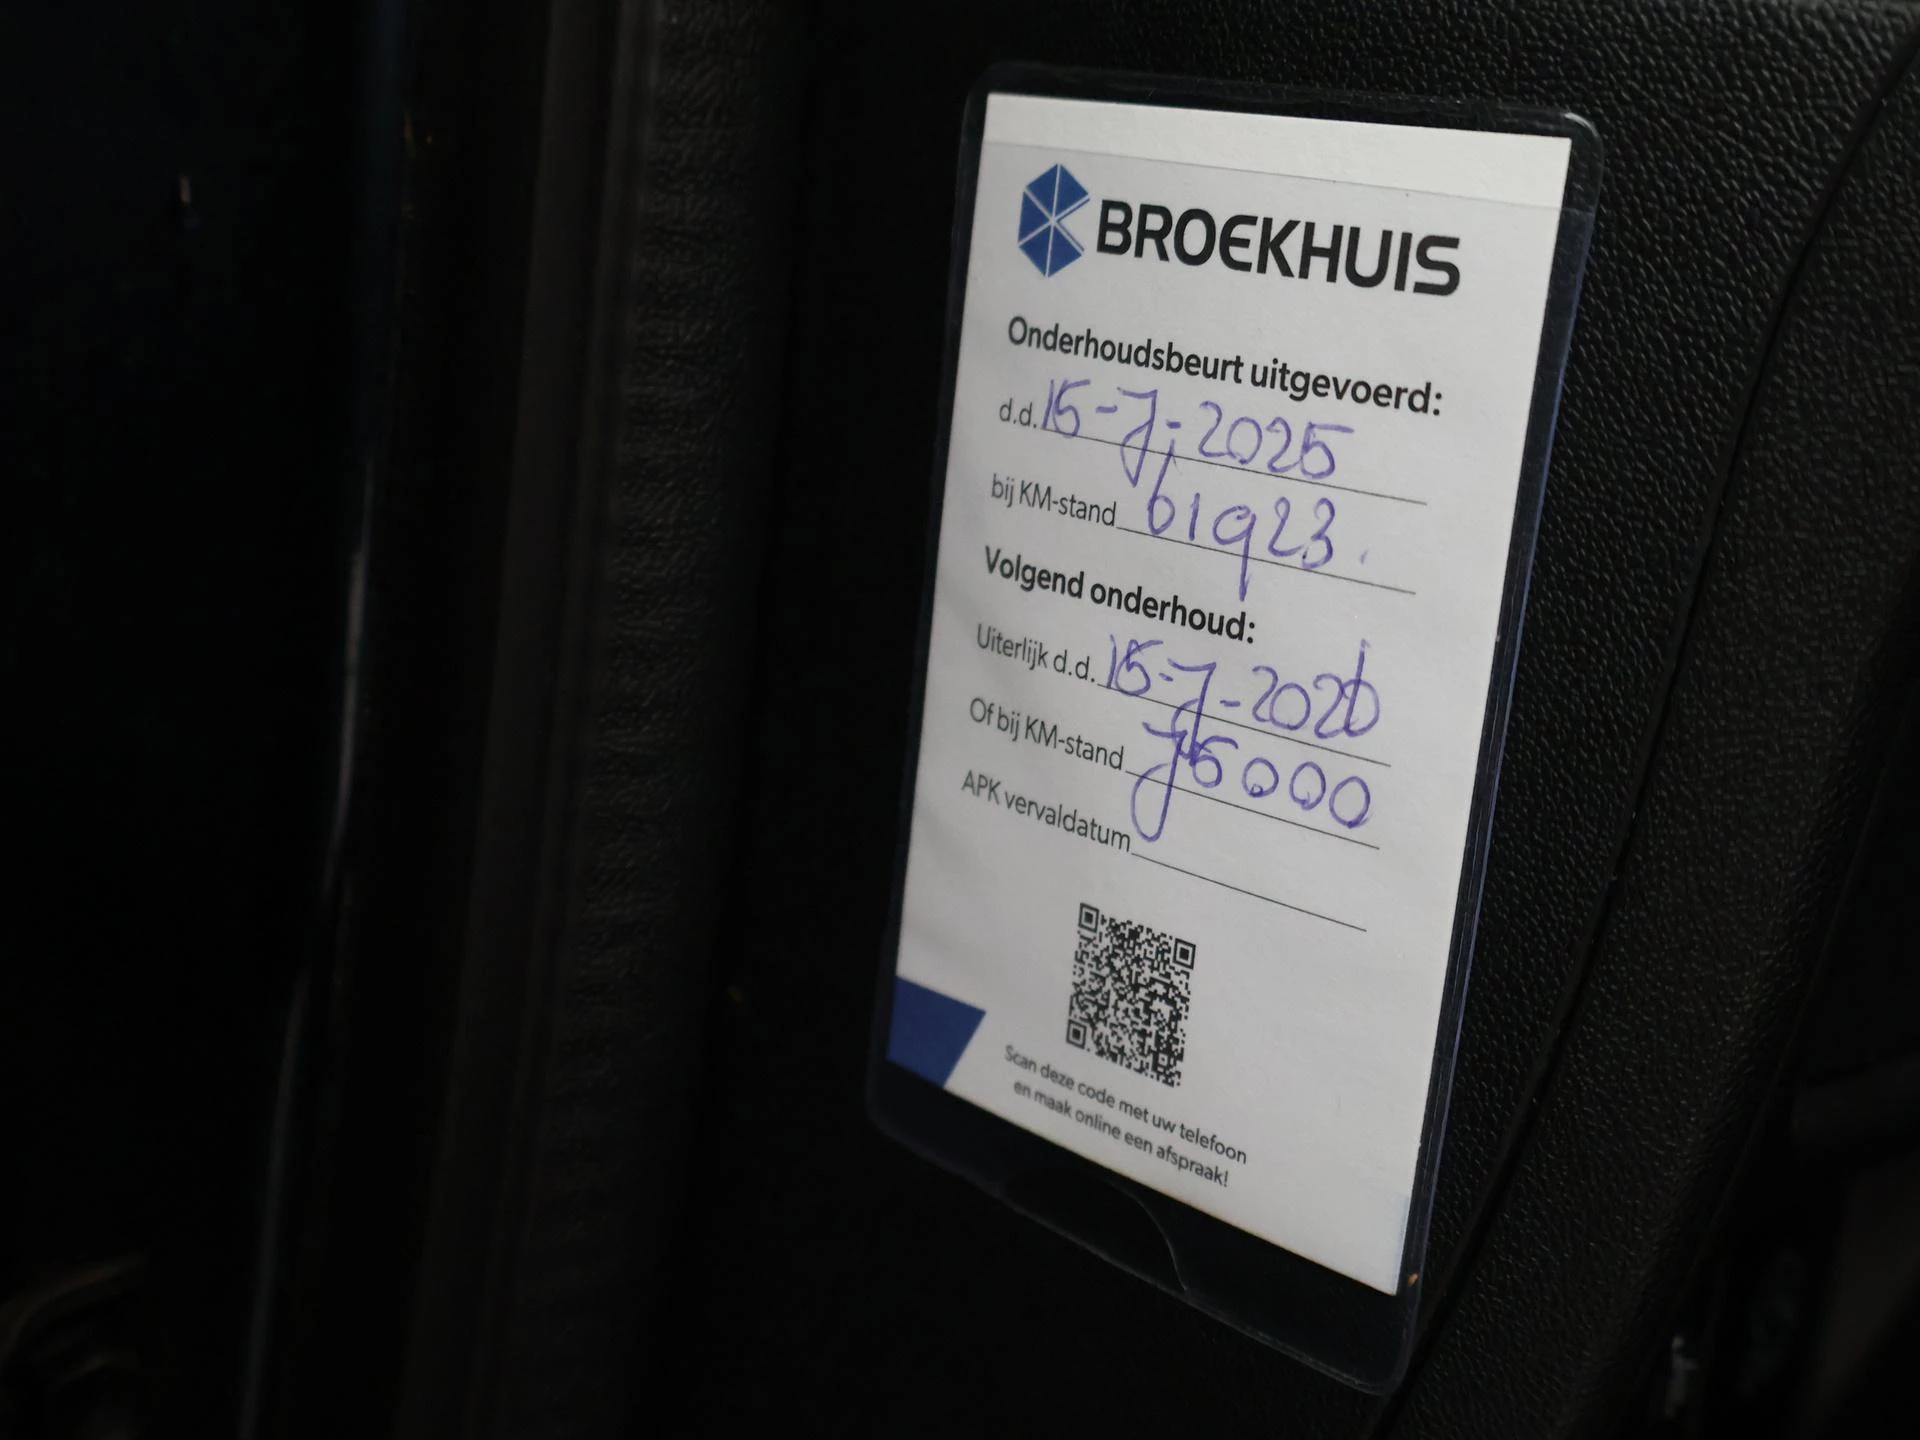 BROEKHUIS
Onderhoudsbeurt uitgevoerd:
d.d. 15-7-2025
bij KM-stand 61923.
Volgend onderhoud:
Uiterlijk d.d. 15-7-2026
Of bij KM-stand 76000
APK vervaldatum
Scan deze code met uw telefoon
en maak online een afspraak!